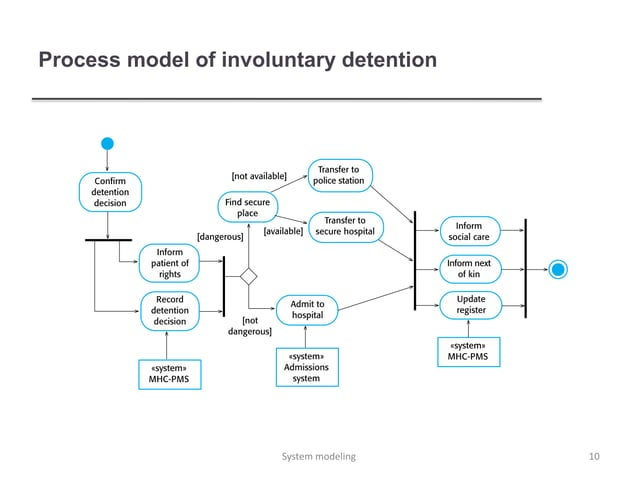 Process model of involuntary detention
Confirm
detention
decision
Inform
patient of
rights
Record
detention
decision
«system»
MHC-PMS
[dangerous]
[not
dangerous]
Find secure
place
[not available]
[available]
Transfer to
police station
Transfer to
secure hospital
Admit to
hospital
«system»
Admissions
system
Inform
social care
Inform next
of kin
Update
register
«system»
MHC-PMS
System modeling
10